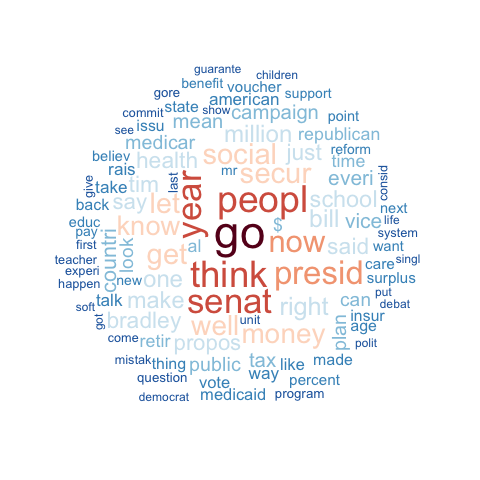 guarante
children
benefit voucher support
gore american
state show
commit campaign point
issu mean
see million republican
medicar reform
believ social just time
health mr
rais secur everi consid
give take tim last year peopl school next
back say let bill vice life
educ know $ system
pay countri go now said want
first look get al
teacher think presid care singl
experi one surplus
happen new senat put
soft talk make right can debat
got bradley well unit money plan insur
come age
retir propos polit
mistak thing public tax like made
question way percent
vote
democrat medicaid program